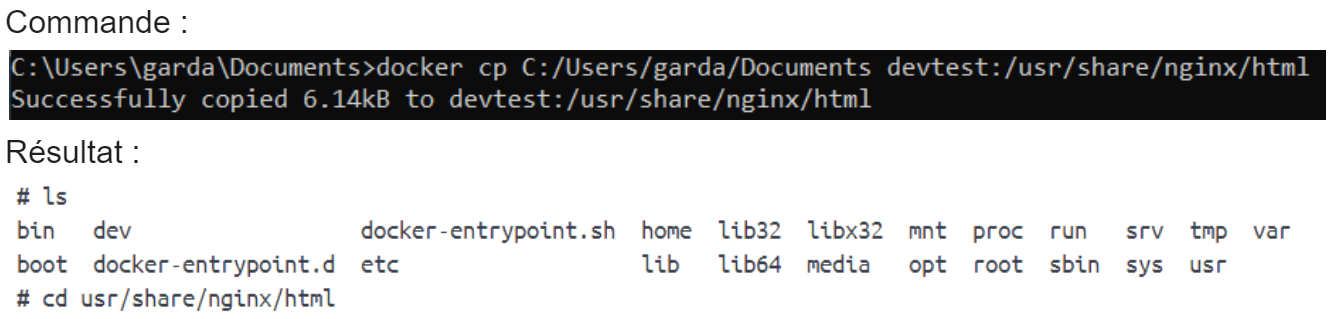 Commande :
C:\Users\garda\Documents>docker cp C:/Users/garda/Documents devtest:/usr/share/nginx/html
Successfully copied 6.14kB to devtest:/usr/share/nginx/html
Résultat :
# ls
bin dev docker-entrypoint.sh home lib32 libx32 mnt proc run srv tmp var
boot docker-entrypoint.d etc lib lib64 media opt root sbin sys usr
# cd usr/share/nginx/html